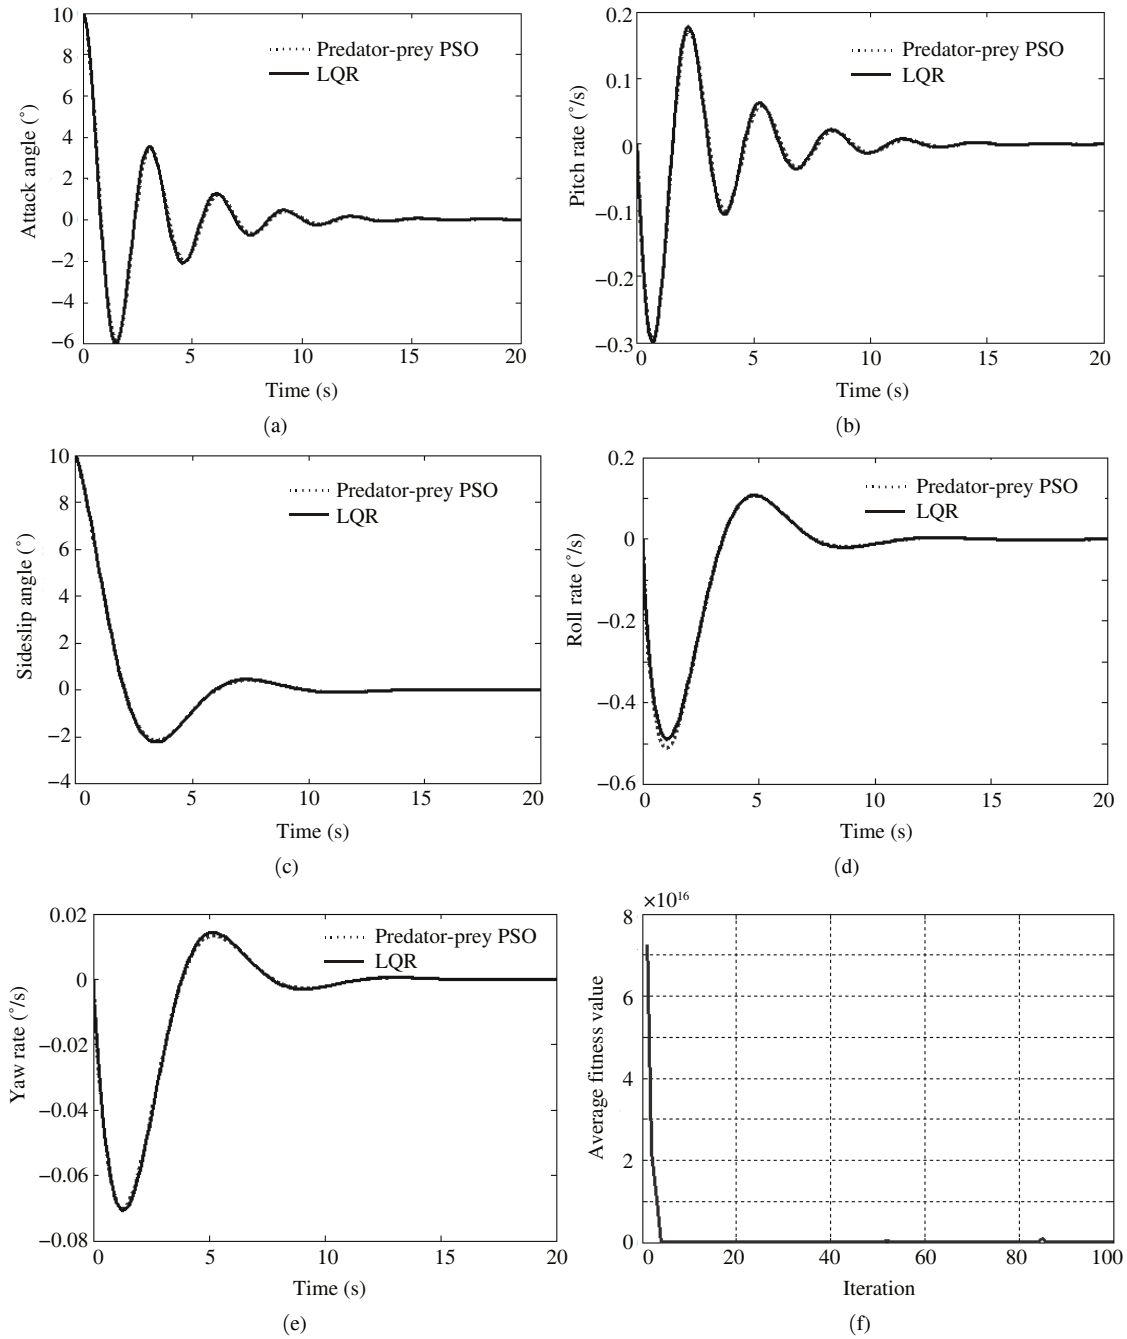 10
8
6
4
2
0
−2
−4
−6
Attack angle (°)
Predator-prey PSO
LQR
0 5 10 15 20
Time (s)
(a)
0.2
0.1
0
−0.1
−0.2
−0.3
Pitch rate (°/s)
Predator-prey PSO
LQR
0 5 10 15 20
Time (s)
(b)
10
8
6
4
2
0
−2
−4
Sideslip angle (°)
Predator-prey PSO
LQR
0 5 10 15 20
Time (s)
(c)
0.2
0
−0.2
−0.4
−0.6
Roll rate (°/s)
Predator-prey PSO
LQR
0 5 10 15 20
Time (s)
(d)
0.02
0
−0.02
−0.04
−0.06
−0.08
Yaw rate (°/s)
Predator-prey PSO
LQR
0 5 10 15 20
Time (s)
(e)
×10¹⁶
8
6
4
2
0
Average fitness value
0 20 40 60 80 100
Iteration
(f)